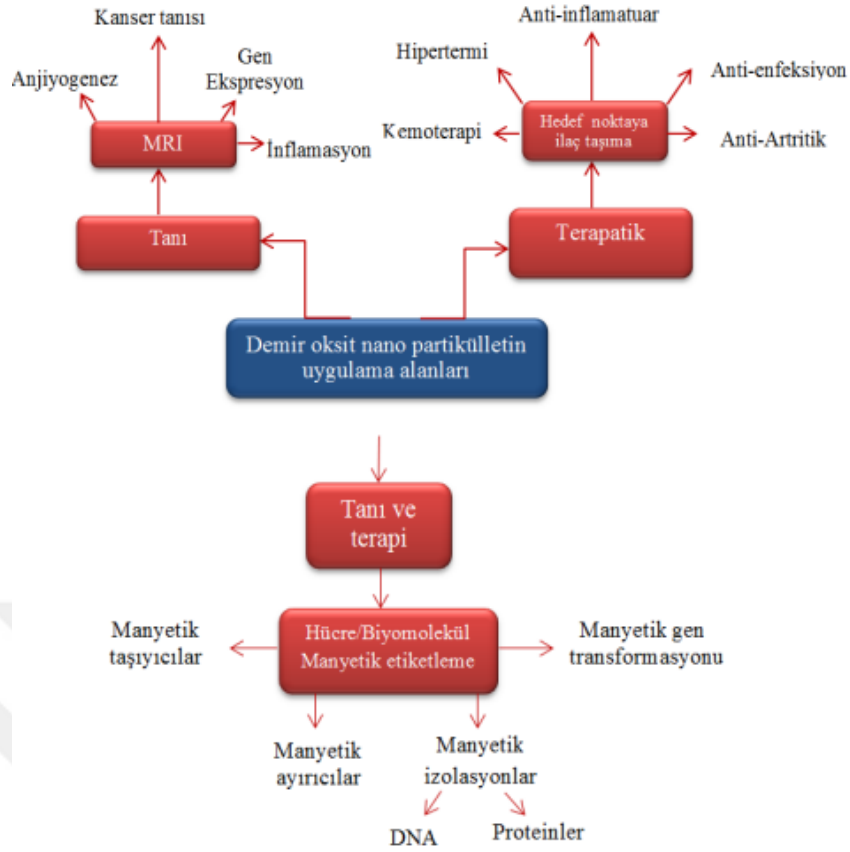 Kanser tanısı
Anjiyogenez
Gen
Ekspresyon
MRI
İnflamasyon
Tanı
Anti-inflamatuar
Hipertermi
Anti-enfeksiyon
Kemoterapi
Hedef noktaya
ilaç taşıma
Anti-Artritik
Terapatik
Demir oksit nano partikülletin
uygulama alanları
Tanı ve
terapi
Hücre/Biyomolekül
Manyetik etiketleme
Manyetik
taşıyıcılar
Manyetik gen
transformasyonu
Manyetik
ayırıcılar
Manyetik
izolasyonlar
DNA
Proteinler